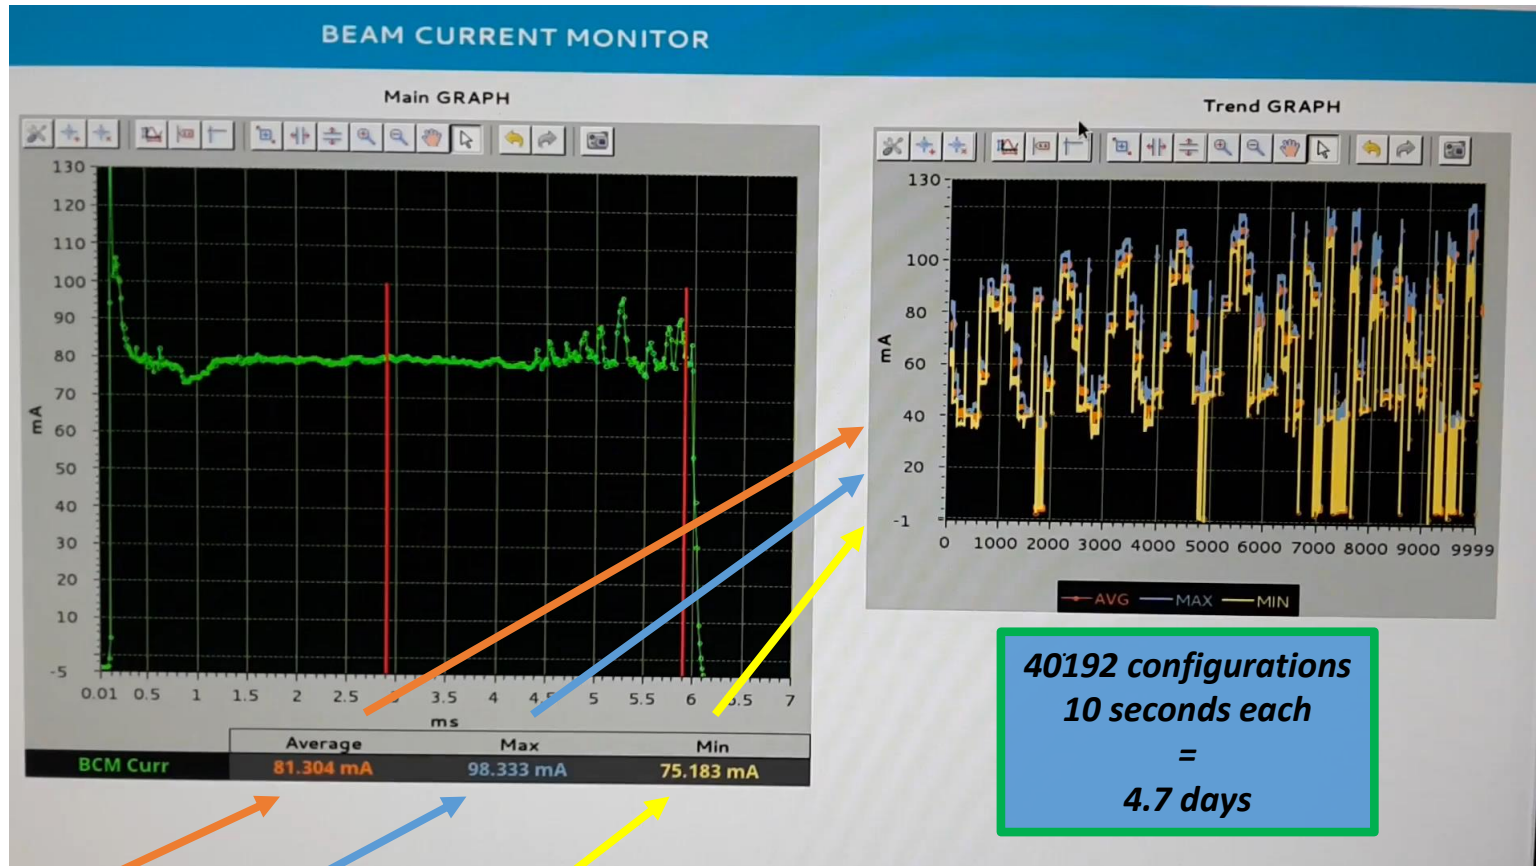 BEAM CURRENT MONITOR
Main GRAPH
Trend GRAPH
130
120
110
100
90
80
70
60
50
40
30
20
10
-5
mA
0.01 0.5 1 1.5 2 2.5 3.5 4 5 5.5 6 6.5 7
ms
Average Max Min
BCM Curr 81.304 mA 98.333 mA 75.183 mA
130
100
80
60
40
20
-1
mA
0 1000 2000 3000 4000 5000 6000 7000 8000 9000 9999
AVG MAX MIN
40'192 configurations
10 seconds each
=
4.7 days